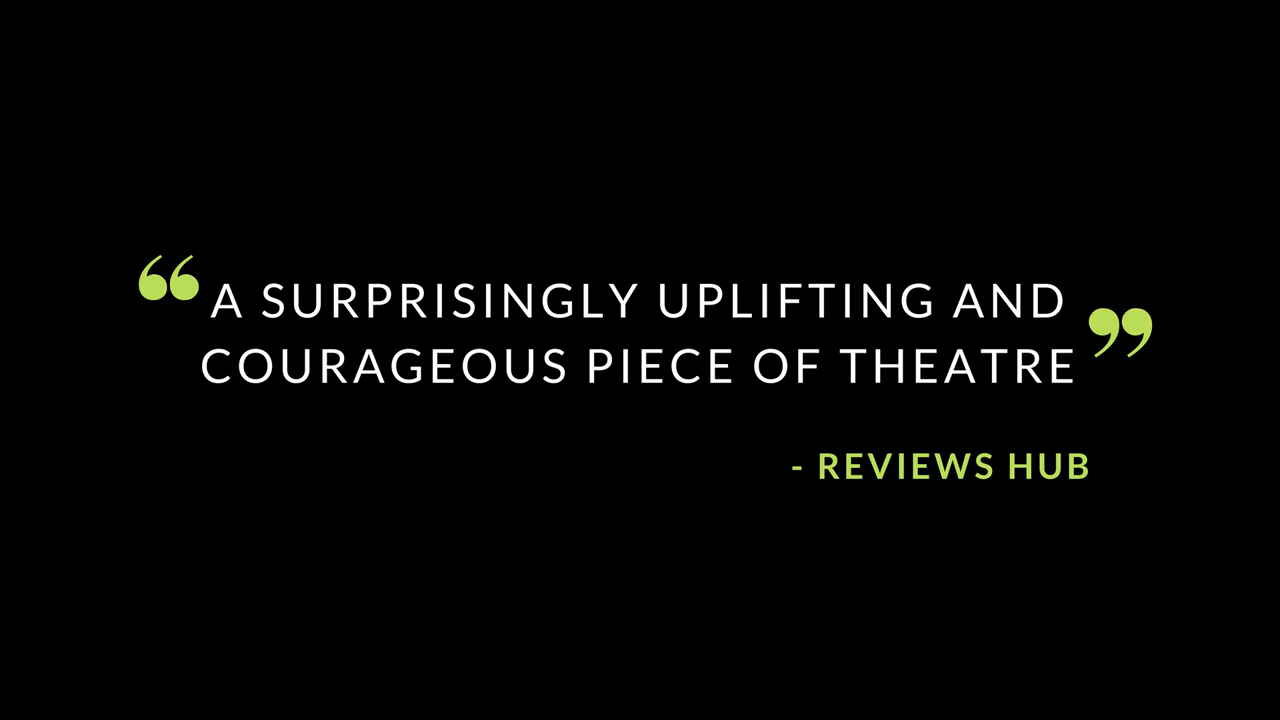 “A SURPRISINGLY UPLIFTING AND
COURAGEOUS PIECE OF THEATRE”
- REVIEWS HUB